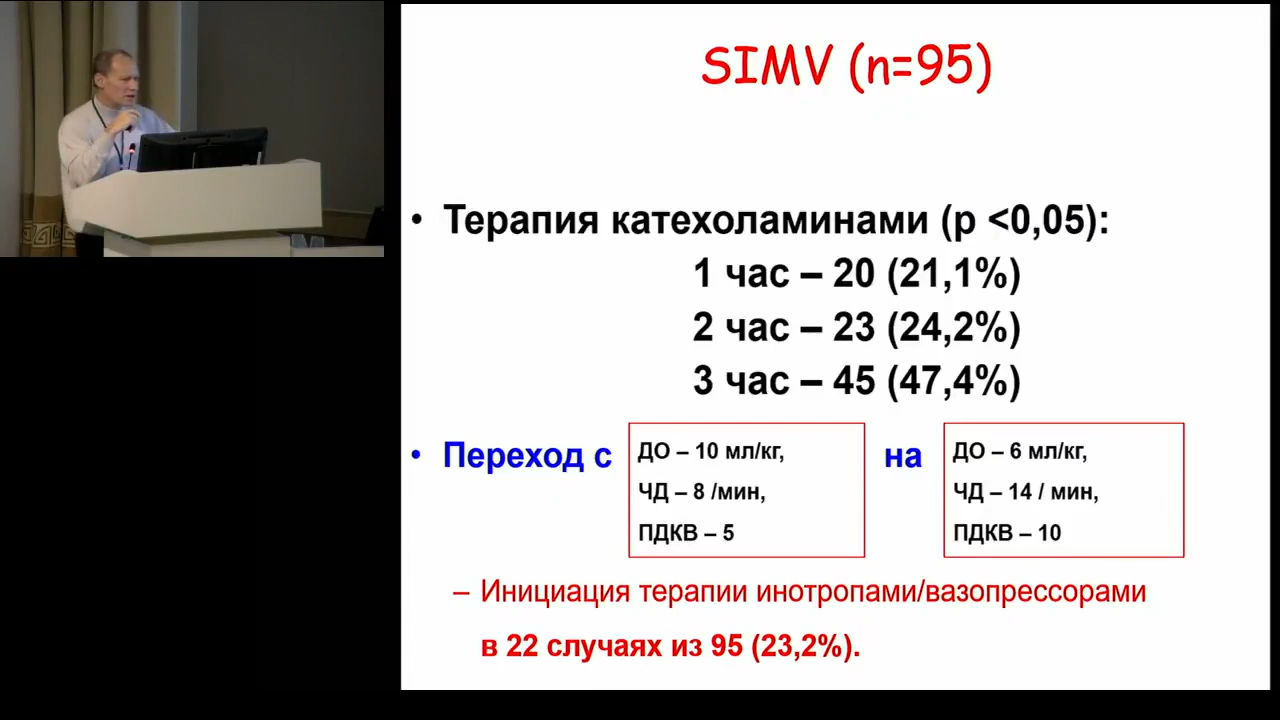 SIMV (n=95)
• Терапия катехоламинами (р <0,05):
1 час – 20 (21,1%)
2 час – 23 (24,2%)
3 час – 45 (47,4%)
• Переход с
ДО – 10 мл/кг,
ЧД – 8 /мин,
ПДКВ – 5
на
ДО – 6 мл/кг,
ЧД – 14 / мин,
ПДКВ – 10
– Инициация терапии инотропами/вазопрессорами
в 22 случаях из 95 (23,2%).